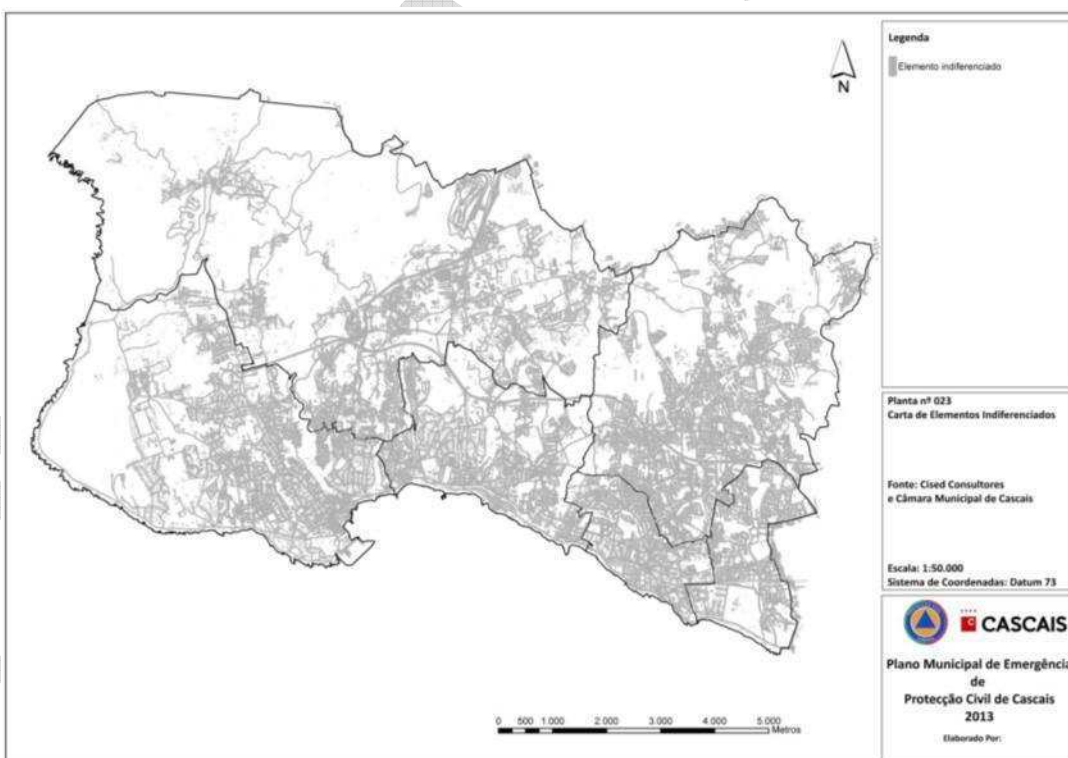 N
Legenda
Elemento indiferenciado
Planta nº 023
Carta de Elementos Indiferenciados
Fonte: Cised Consultores
e Câmara Municipal de Cascais
Escala: 1:50.000
Sistema de Coordenadas: Datum 73
CASCAIS
Plano Municipal de Emergência
de
Protecção Civil de Cascais
2013
Elaborado Por:
0 500 1.000 2.000 3.000 4.000 5.000
Metros